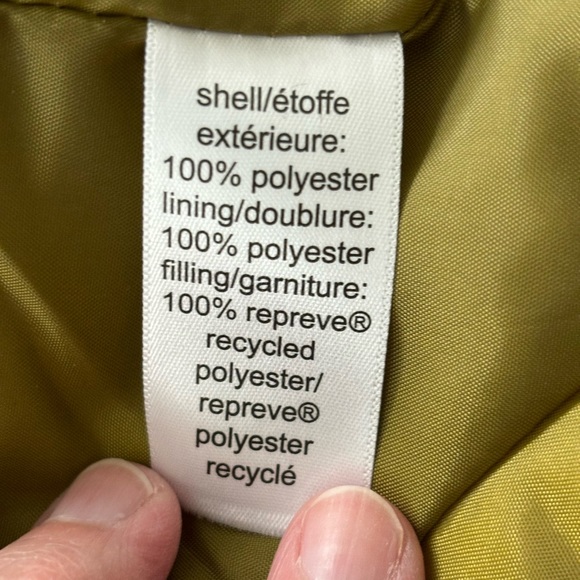 shell/étoffe
extérieure:
100% polyester
lining/doublure:
100% polyester
filling/garniture:
100% repreve®
recycled
polyester/
repreve®
polyester
recyclé